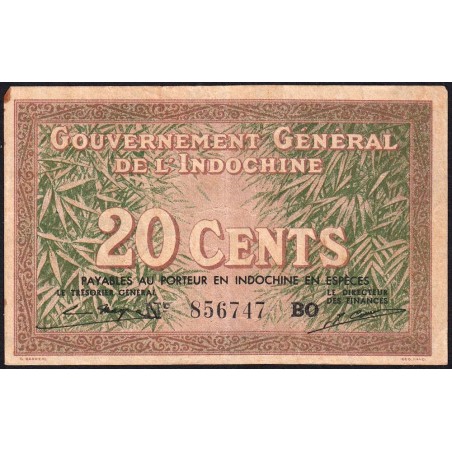 GOUVERNEMENT GÉNÉRAL
DE L'INDOCHINE
20 CENTS
PAYABLES AU PORTEUR EN INDOCHINE EN ESPÈCES
LE TRÉSORIER GÉNÉRAL
856747 BO
LE DIRECTEUR
DES FINANCES